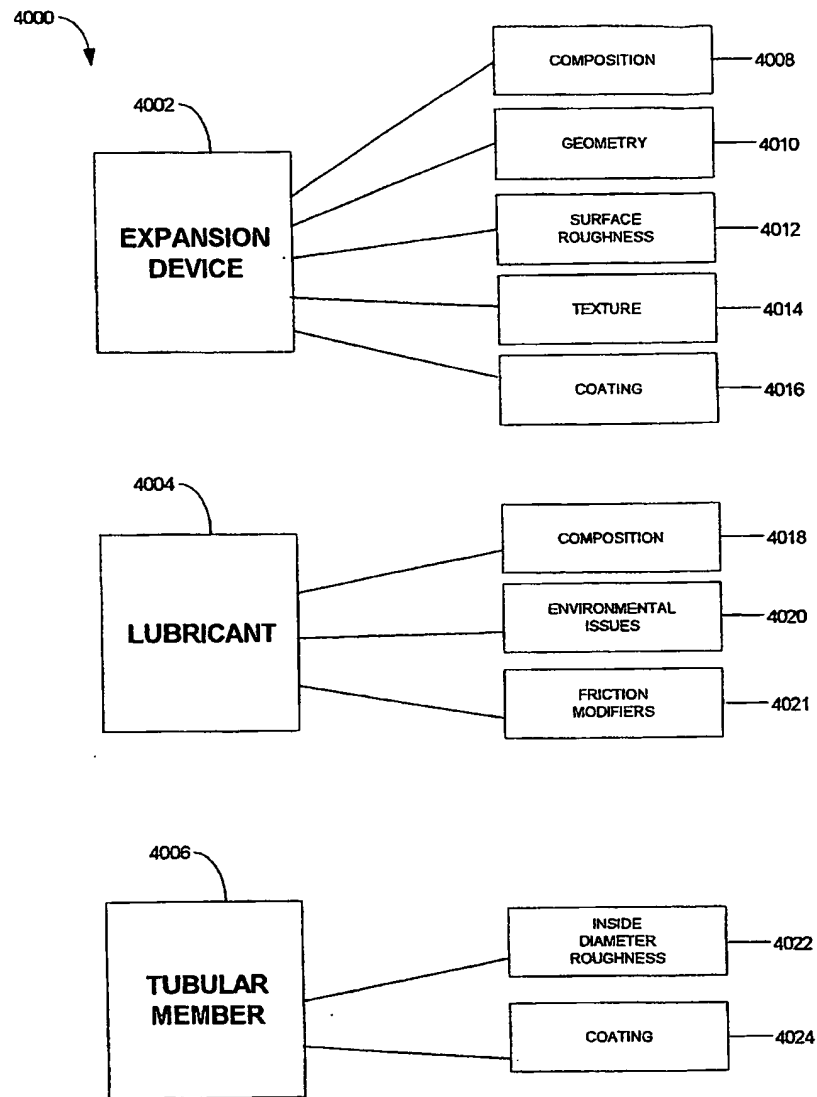 4000
4002
EXPANSION
DEVICE
COMPOSITION
4008
GEOMETRY
4010
SURFACE
ROUGHNESS
4012
TEXTURE
4014
COATING
4016
4004
LUBRICANT
COMPOSITION
4018
ENVIRONMENTAL
ISSUES
4020
FRICTION
MODIFIERS
4021
4006
TUBULAR
MEMBER
INSIDE
DIAMETER
ROUGHNESS
4022
COATING
4024